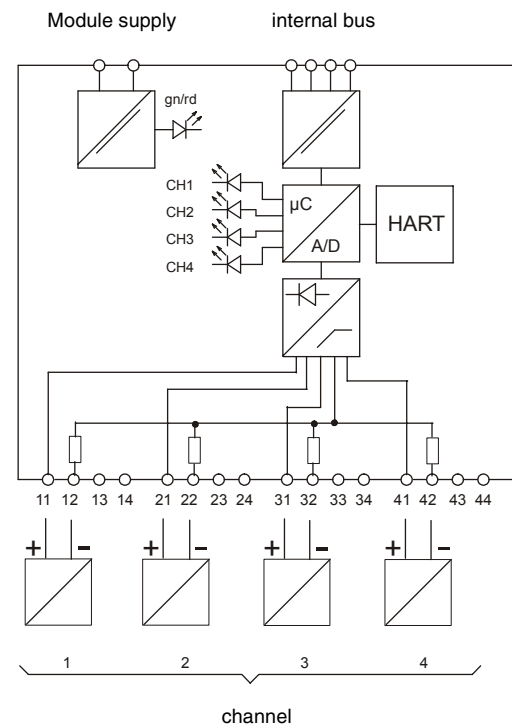 Module supply internal bus
gn/rd
CH1
CH2
CH3
CH4
µC
A/D
HART
11 12 13 14 21 22 23 24 31 32 33 34 41 42 43 44
+ - + - + - + -
1 2 3 4
channel